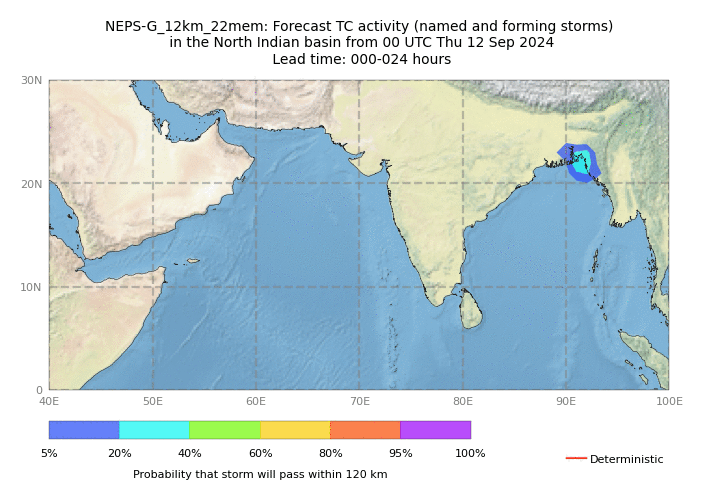 NEPS-G_12km_22mem: Forecast TC activity (named and forming storms)
in the North Indian basin from 00 UTC Thu 12 Sep 2024
Lead time: 000-024 hours
30N
20N
10N
0
40E 50E 60E 70E 80E 90E 100E
5% 20% 40% 60% 80% 95% 100%
Probability that storm will pass within 120 km
Deterministic